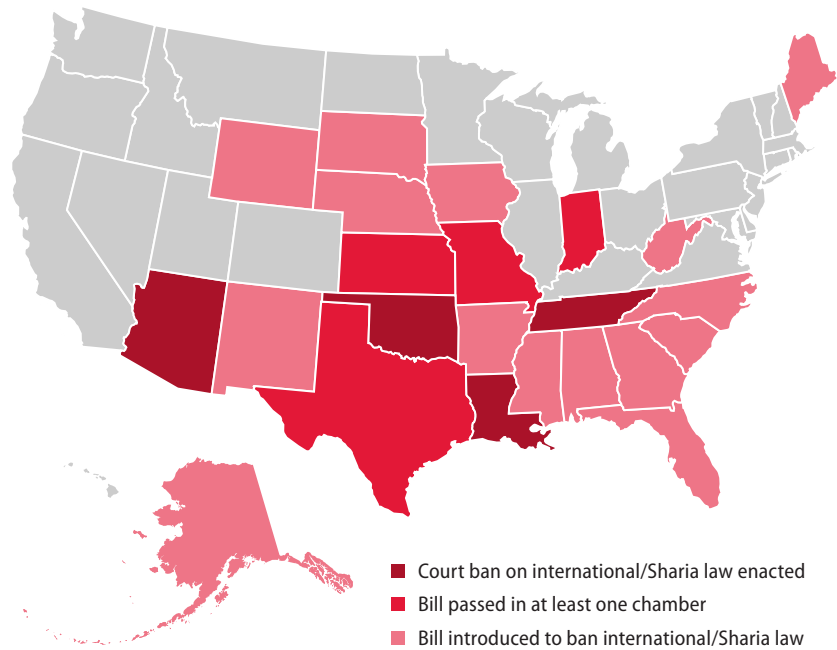 Court ban on international/Sharia law enacted
Bill passed in at least one chamber
Bill introduced to ban international/Sharia law